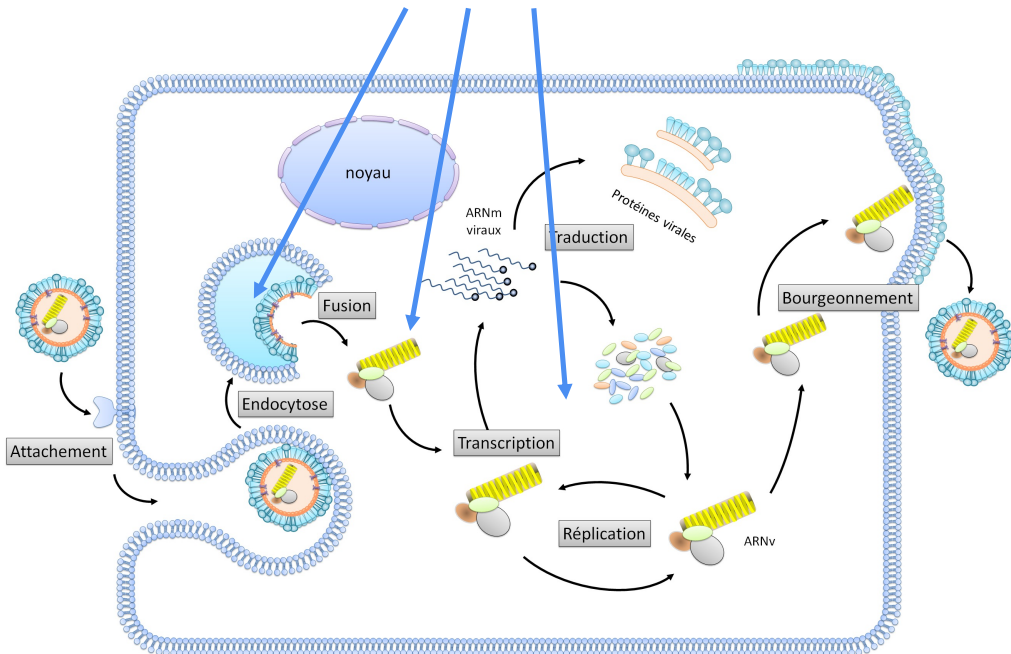 noyau
ARNm
viraux
Traduction
Protéines virales
Fusion
Bourgeonnement
Endocytose
Attachement
Transcription
Réplication
ARNv